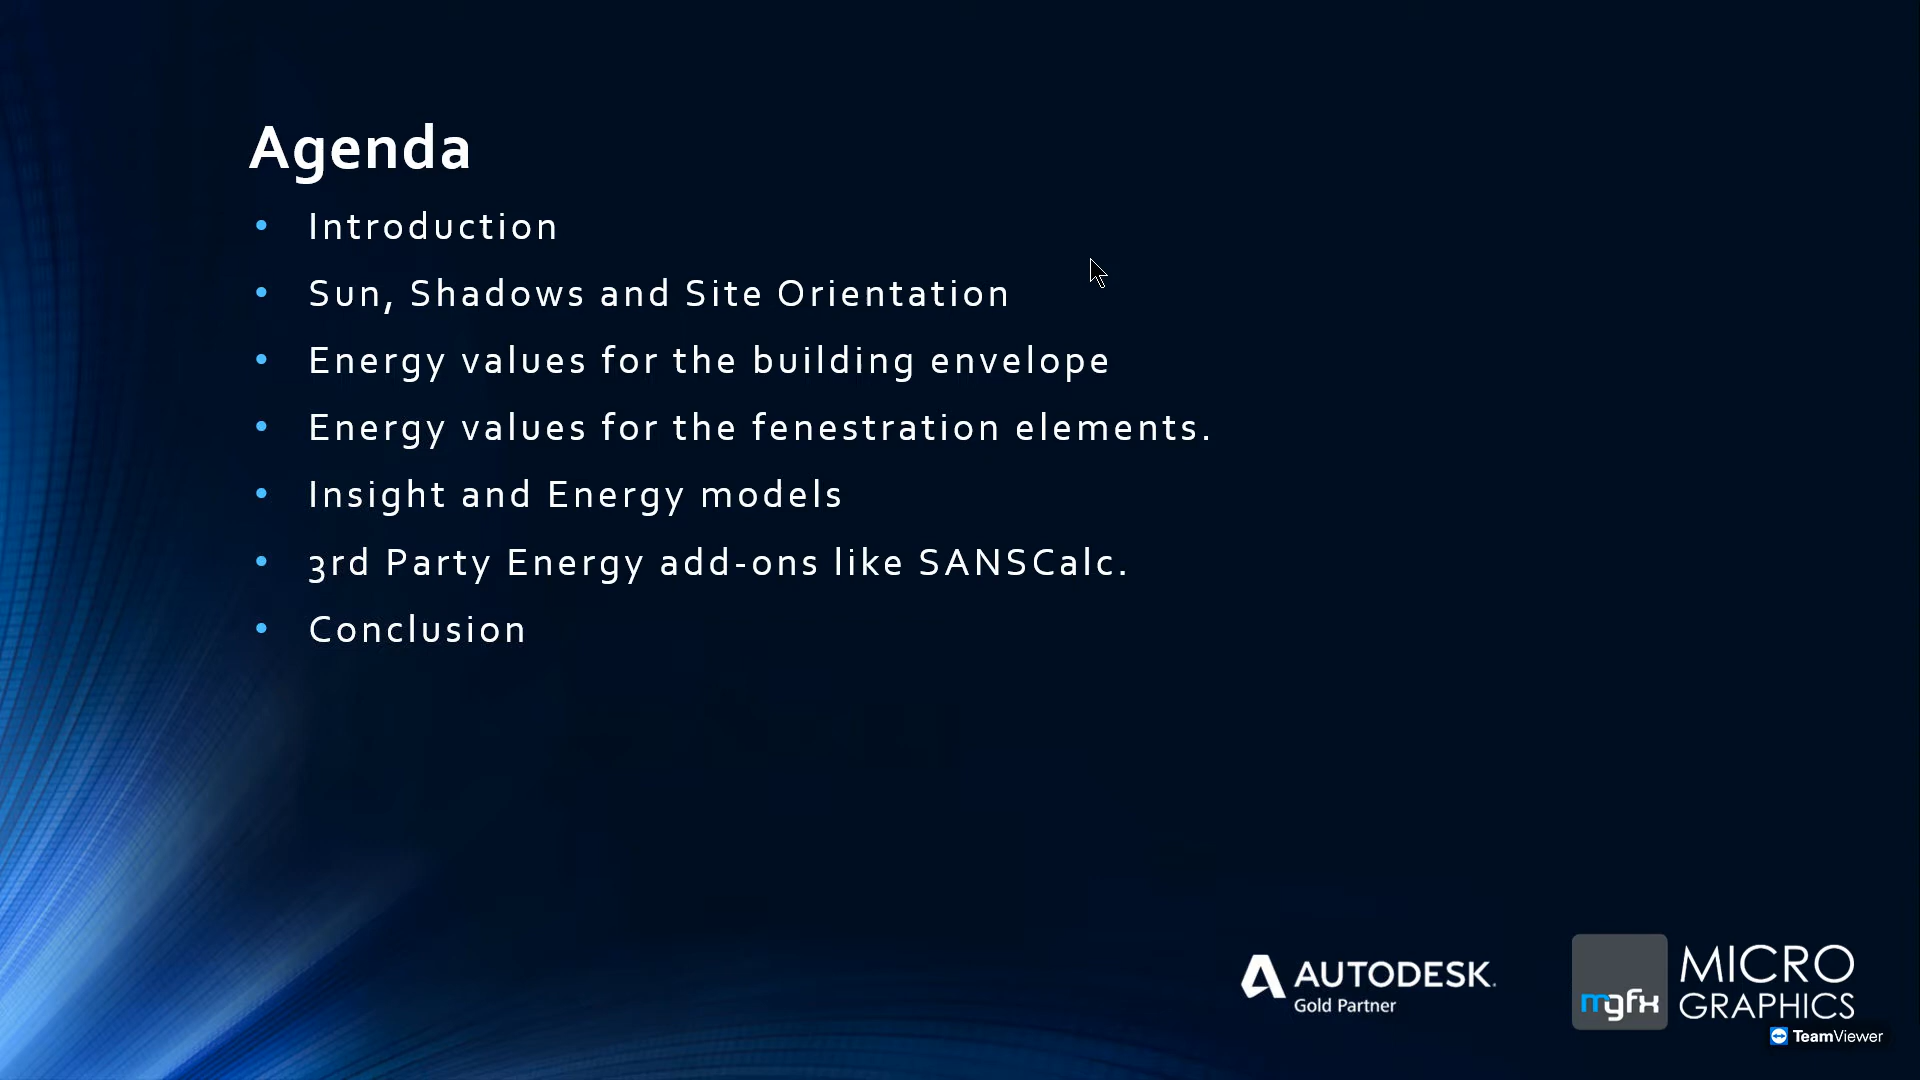 Agenda
• Introduction
• Sun, Shadows and Site Orientation
• Energy values for the building envelope
• Energy values for the fenestration elements.
• Insight and Energy models
• 3rd Party Energy add-ons like SANSCalc.
• Conclusion
AUTODESK.
Gold Partner
mgfx
MICRO
GRAPHICS
TeamViewer